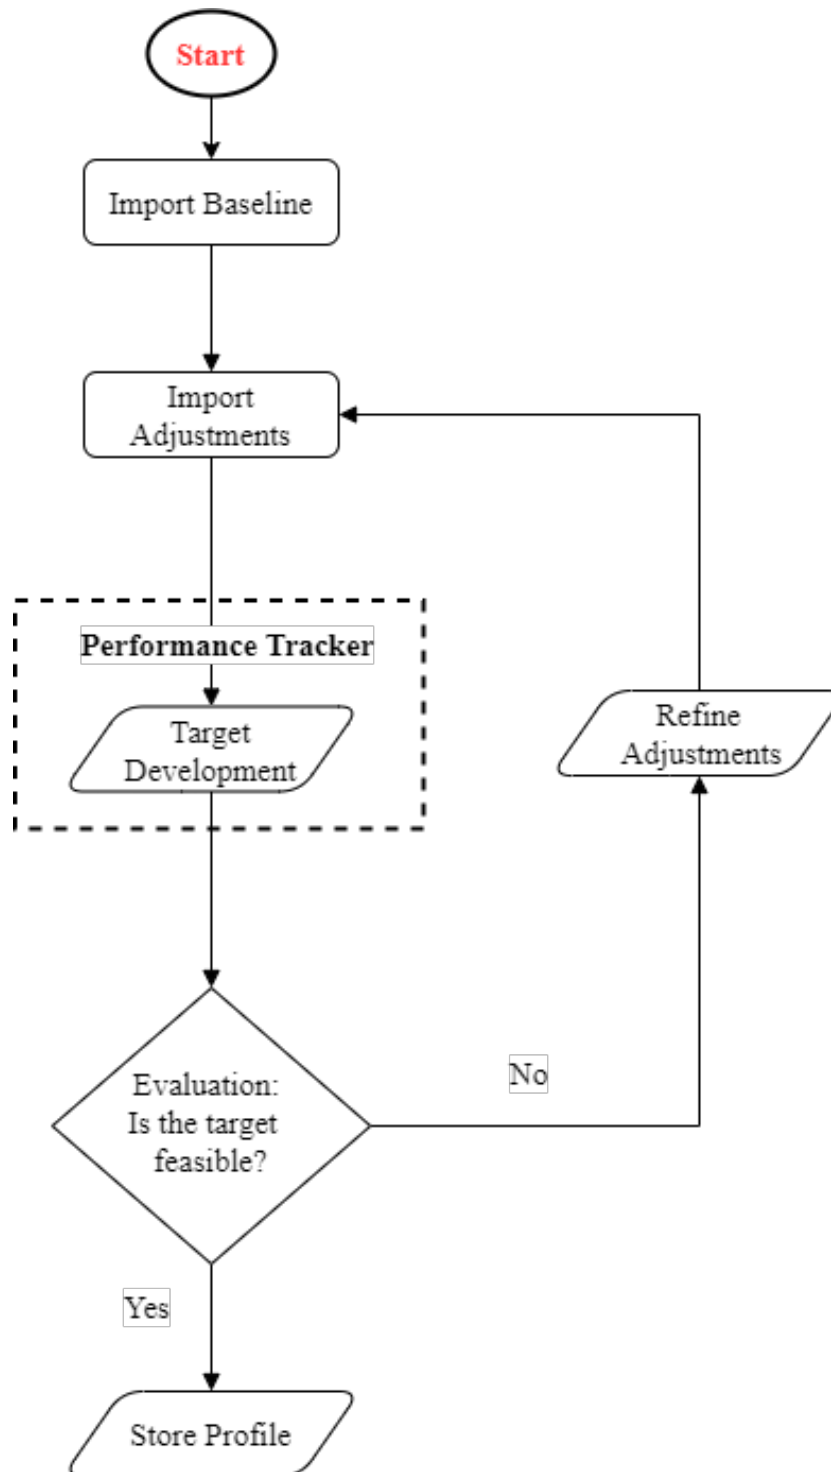 Start
Import Baseline
Import
Adjustments
Performance Tracker
Target
Development
Refine
Adjustments
Evaluation:
Is the target
feasible?
No
Yes
Store Profile